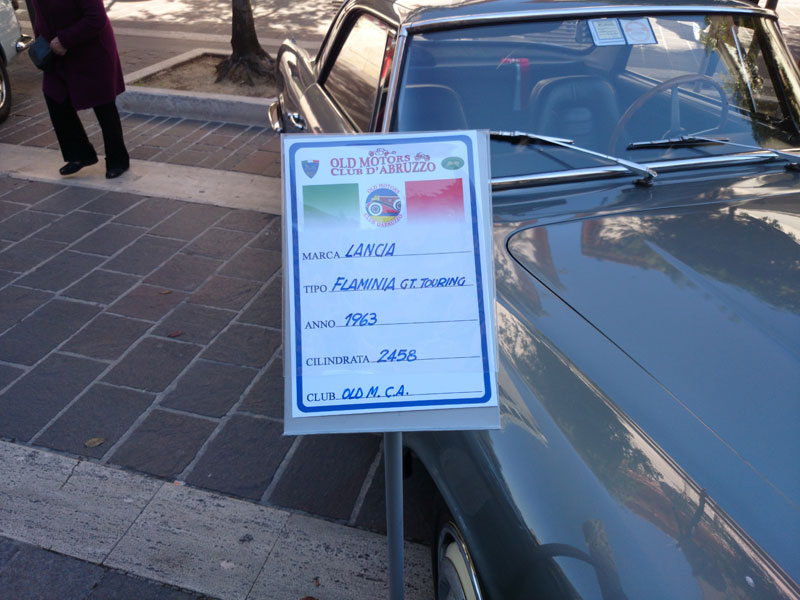 OLD MOTORS
CLUB D'ABRUZZO
MARCA LANCIA
TIPO FLAMINIA GT. TOURING
ANNO 1963
CILINDRATA 2458
CLUB OLD M. C.A.